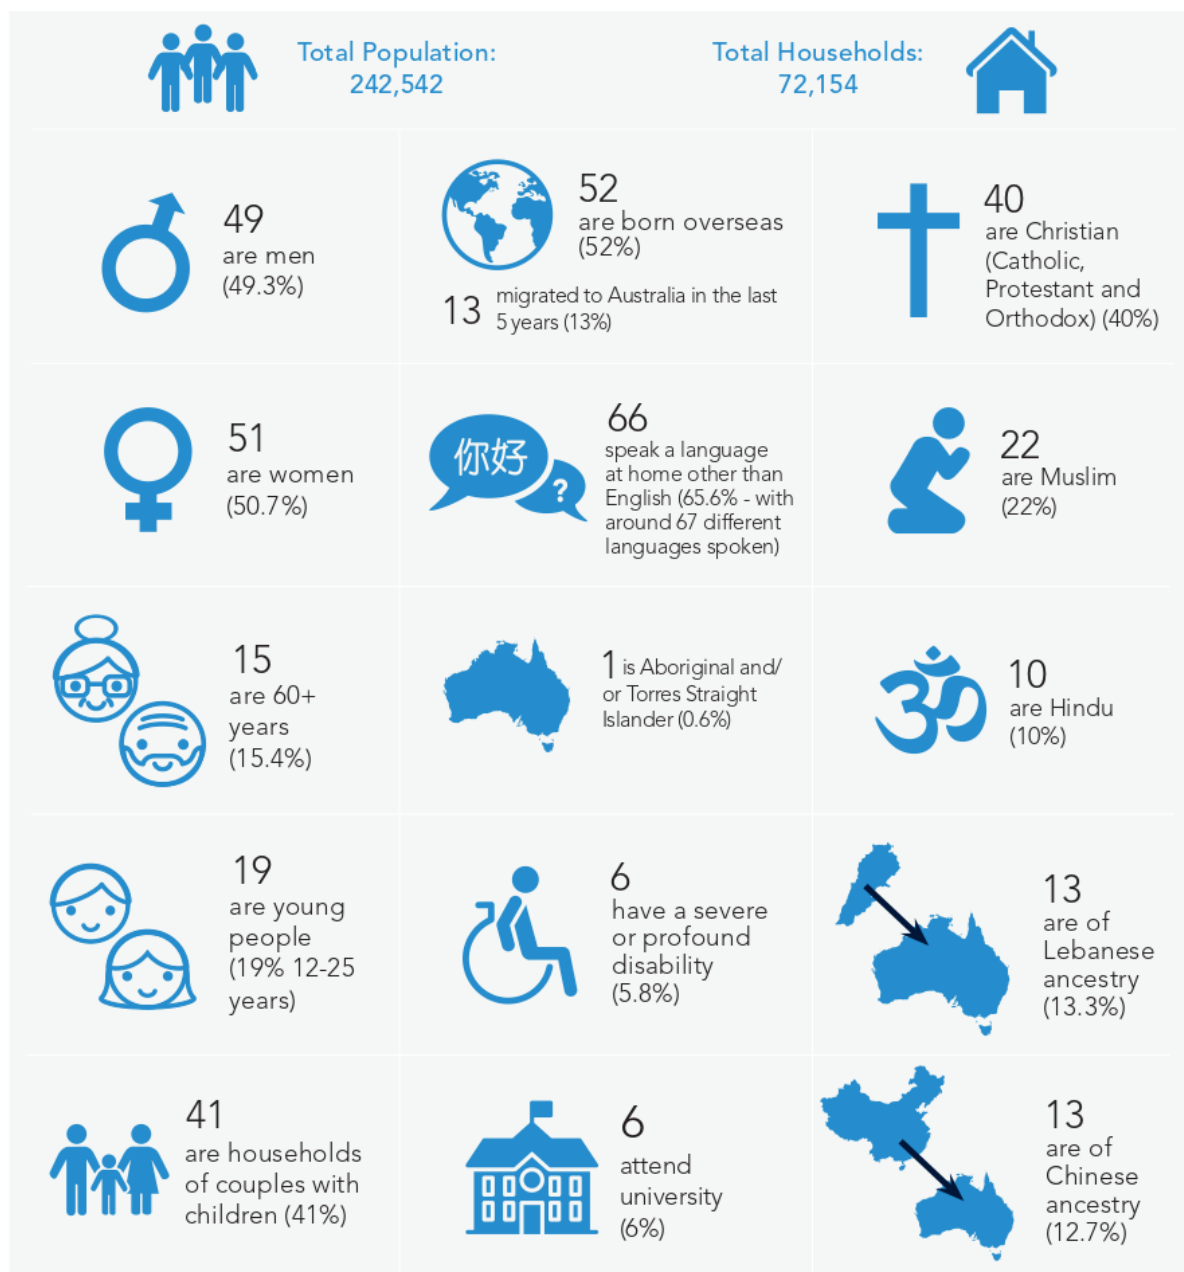 Total Population:
242,542
Total Households:
72,154
49
are men
(49.3%)
52
are born overseas
(52%)
13 migrated to Australia in the last
5 years (13%)
40
are Christian
(Catholic,
Protestant and
Orthodox) (40%)
51
are women
(50.7%)
你好
?
66
speak a language
at home other than
English (65.6% - with
around 67 different
languages spoken)
22
are Muslim
(22%)
15
are 60+
years
(15.4%)
1 is Aboriginal and/
or Torres Straight
Islander (0.6%)
ॐ
10
are Hindu
(10%)
19
are young
people
(19% 12-25
years)
6
have a severe
or profound
disability
(5.8%)
13
are of
Lebanese
ancestry
(13.3%)
41
are households
of couples with
children (41%)
6
attend
university
(6%)
13
are of
Chinese
ancestry
(12.7%)